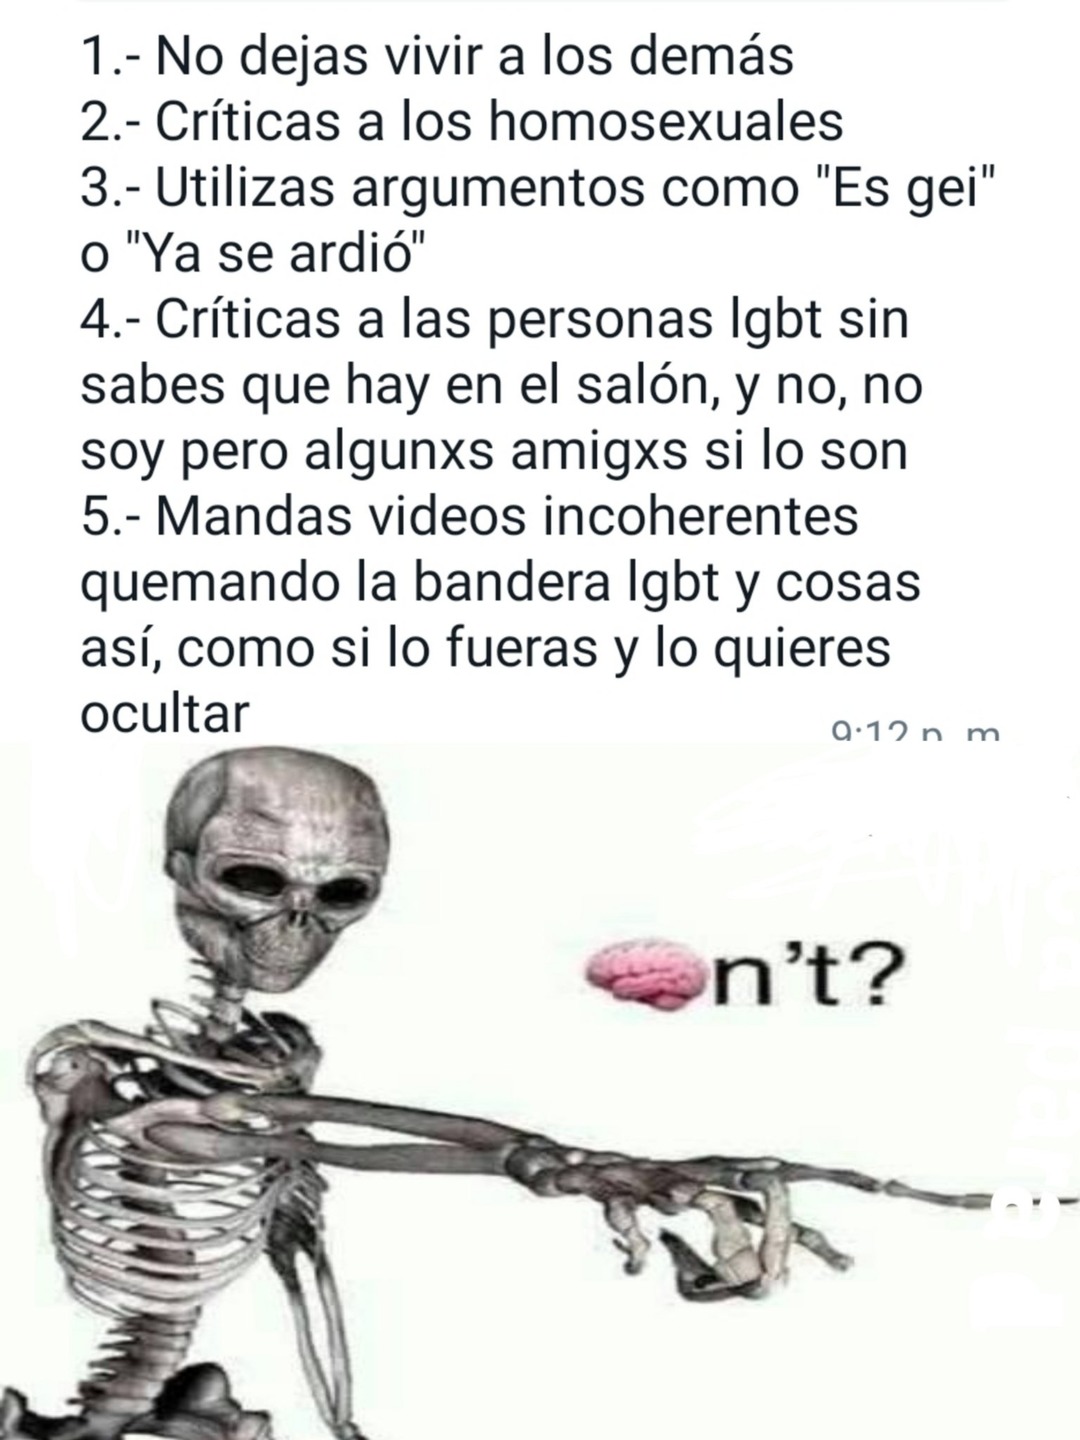 1.- No dejas vivir a los demás
2.- Críticas a los homosexuales
3.- Utilizas argumentos como "Es gei"
o "Ya se ardió"
4.- Críticas a las personas lgbt sin
sabes que hay en el salón, y no, no
soy pero algunxs amigxs si lo son
5.- Mandas videos incoherentes
quemando la bandera lgbt y cosas
así, como si lo fueras y lo quieres
ocultar
9:12 p. m.
n't?